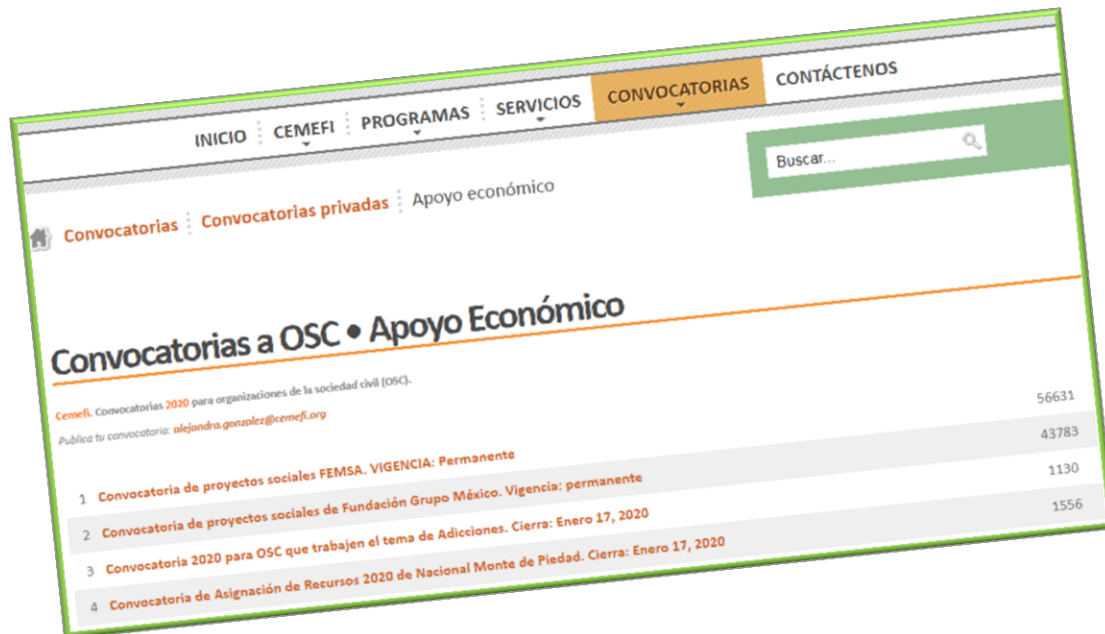 INICIO CEMEFI PROGRAMAS SERVICIOS CONVOCATORIAS CONTÁCTENOS
Buscar...
Convocatorias Convocatorias privadas Apoyo económico
Convocatorias a OSC • Apoyo Económico
Cemefi. Convocatorias 2020 para organizaciones de la sociedad civil (OSC).
Publica tu convocatoria: alejandra.gonzalez@cemefi.org
1 Convocatoria de proyectos sociales FEMSA. VIGENCIA: Permanente 56631
2 Convocatoria de proyectos sociales de Fundación Grupo México. Vigencia: permanente 43783
3 Convocatoria 2020 para OSC que trabajen el tema de Adicciones. Cierra: Enero 17, 2020 1130
4 Convocatoria de Asignación de Recursos 2020 de Nacional Monte de Piedad. Cierra: Enero 17, 2020 1556